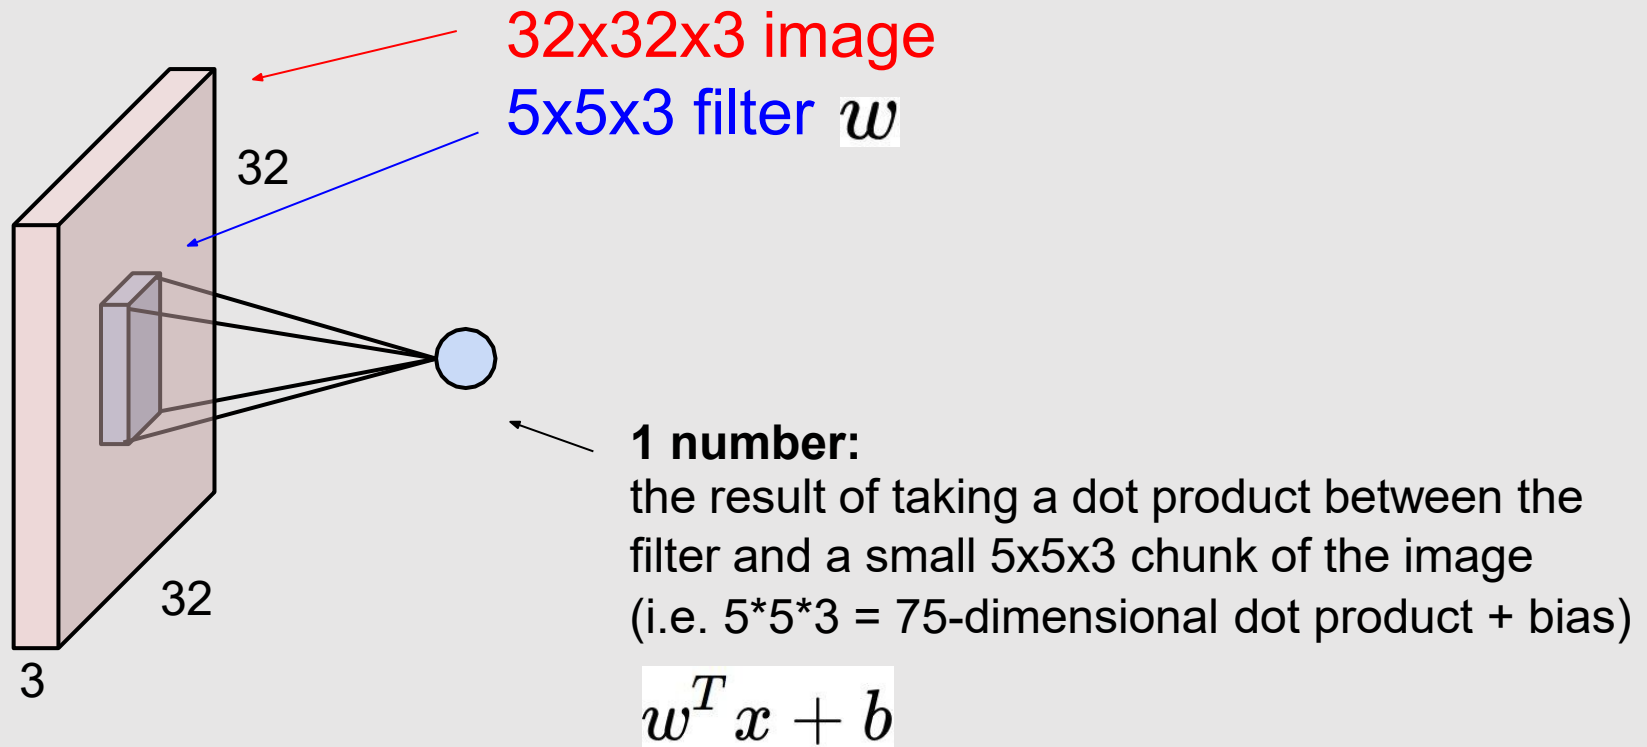 32x32x3 image
5x5x3 filter w
32
32
3
1 number:
the result of taking a dot product between the
filter and a small 5x5x3 chunk of the image
(i.e. 5*5*3 = 75-dimensional dot product + bias)
w^T x + b